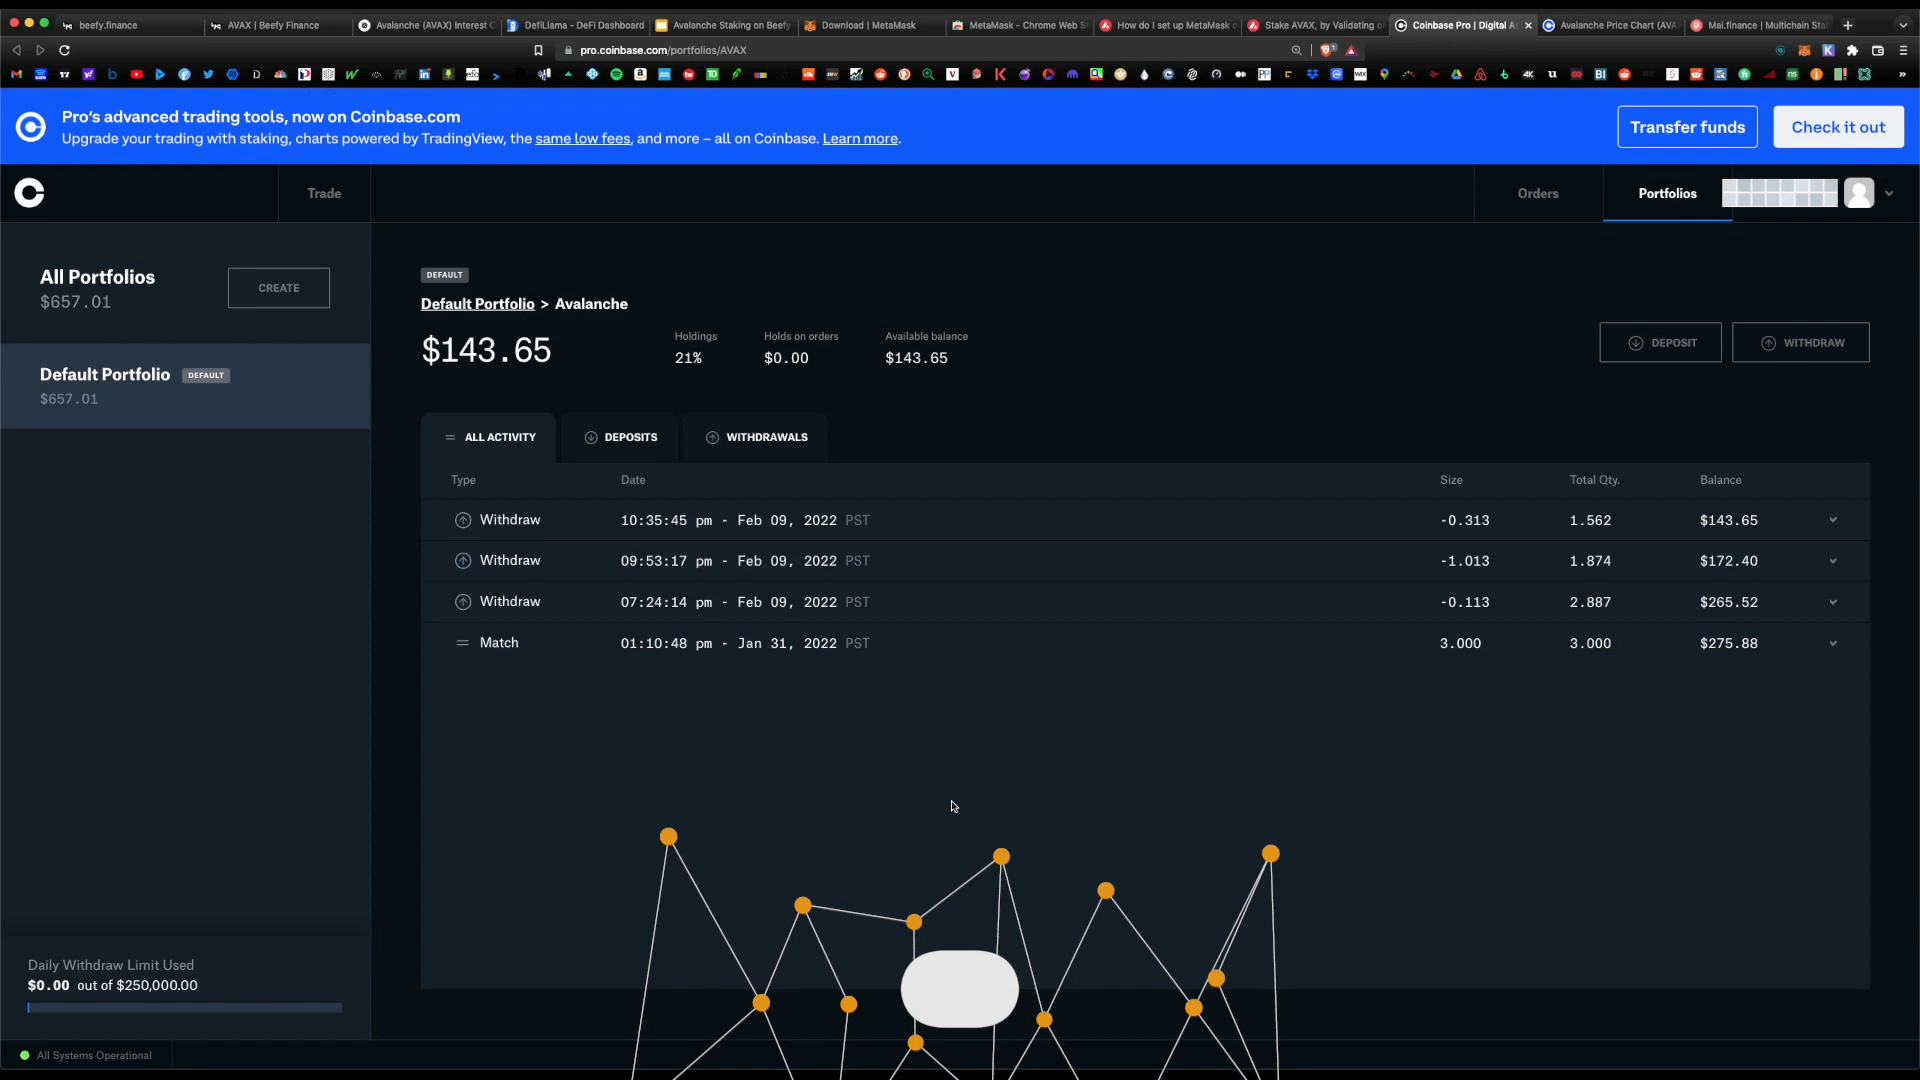 beefy.finance
AVAX | Beefy Finance
Avalanche (AVAX) Interest C
DefiLlama - DeFi Dashboard
Avalanche Staking on Beefy
Download | MetaMask
MetaMask - Chrome Web S
How do I set up MetaMask o
Stake AVAX, by Validating o
Coinbase Pro | Digital A
Avalanche Price Chart (AVA
Mai.finance | Multichain Sta
pro.coinbase.com/portfolios/AVAX
Pro's advanced trading tools, now on Coinbase.com
Upgrade your trading with staking, charts powered by TradingView, the same low fees, and more – all on Coinbase. Learn more.
Transfer funds
Check it out
Trade
Orders
Portfolios
All Portfolios
$657.01
CREATE
Default Portfolio DEFAULT
$657.01
DEFAULT
Default Portfolio > Avalanche
$143.65
Holdings
21%
Holds on orders
$0.00
Available balance
$143.65
DEPOSIT
WITHDRAW
ALL ACTIVITY
DEPOSITS
WITHDRAWALS
Type Date Size Total Qty. Balance
Withdraw 10:35:45 pm - Feb 09, 2022 PST -0.313 1.562 $143.65
Withdraw 09:53:17 pm - Feb 09, 2022 PST -1.013 1.874 $172.40
Withdraw 07:24:14 pm - Feb 09, 2022 PST -0.113 2.887 $265.52
Match 01:10:48 pm - Jan 31, 2022 PST 3.000 3.000 $275.88
Daily Withdraw Limit Used
$0.00 out of $250,000.00
All Systems Operational